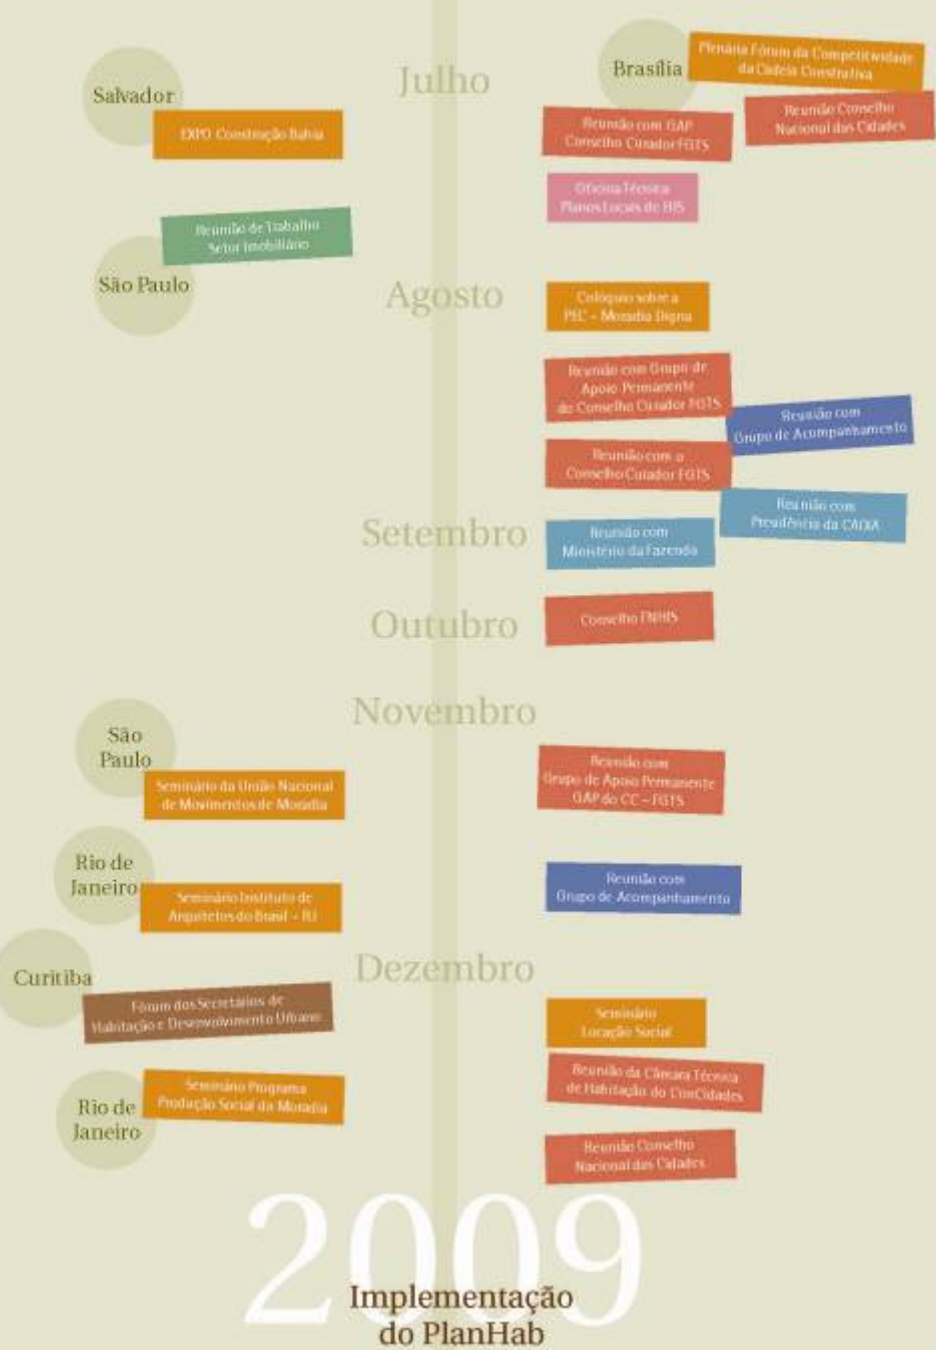 Julho
Salvador
EXPO Construção Bahia
Brasília
Plenária Fórum da Competitividade
da Cadeia Construtiva
Reunião Conselho
Nacional das Cidades
Reunião com GAP
Conselho Curador FGTS
Oficina Técnica
Planos Locais de HIS
Reunião de Trabalho
Setor Imobiliário
São Paulo
Agosto
Colóquio sobre a
PEC – Moradia Digna
Reunião com Grupo de
Apoio Permanente
do Conselho Curador FGTS
Reunião com
Grupo de Acompanhamento
Reunião com o
Conselho Curador FGTS
Reunião com
Presidência da CAIXA
Setembro
Reunião com
Ministério da Fazenda
Outubro
Conselho FNHIS
Novembro
São
Paulo
Seminário da União Nacional
de Movimentos de Moradia
Reunião com
Grupo de Apoio Permanente
GAP do CC – FGTS
Rio de
Janeiro
Seminário Instituto de
Arquitetos do Brasil – RJ
Reunião com
Grupo de Acompanhamento
Dezembro
Curitiba
Fórum dos Secretários de
Habitação e Desenvolvimento Urbano
Seminário
Locação Social
Rio de
Janeiro
Seminário Programa
Produção Social da Moradia
Reunião da Câmara Técnica
de Habitação do ConCidades
Reunião Conselho
Nacional das Cidades
2009
Implementação
do PlanHab